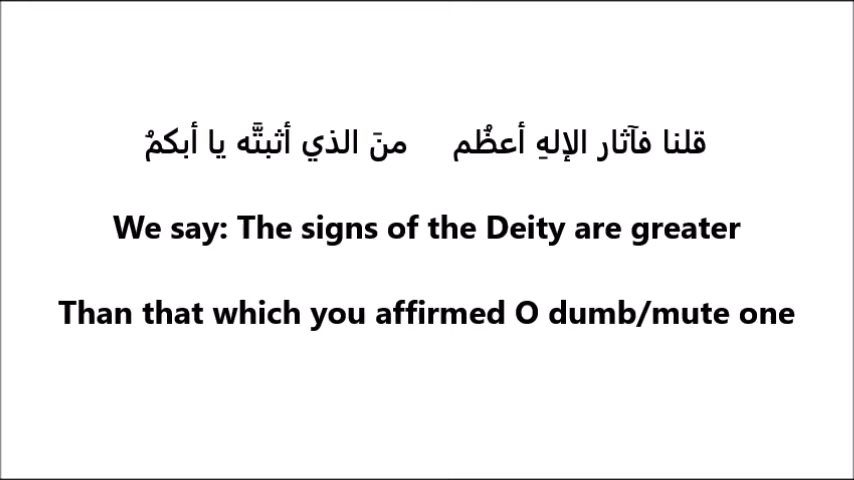 قلنا فآثار الإلهِ أعظُم منَ الذي أثبتَّه يا أبكمُ
We say: The signs of the Deity are greater
Than that which you affirmed O dumb/mute one